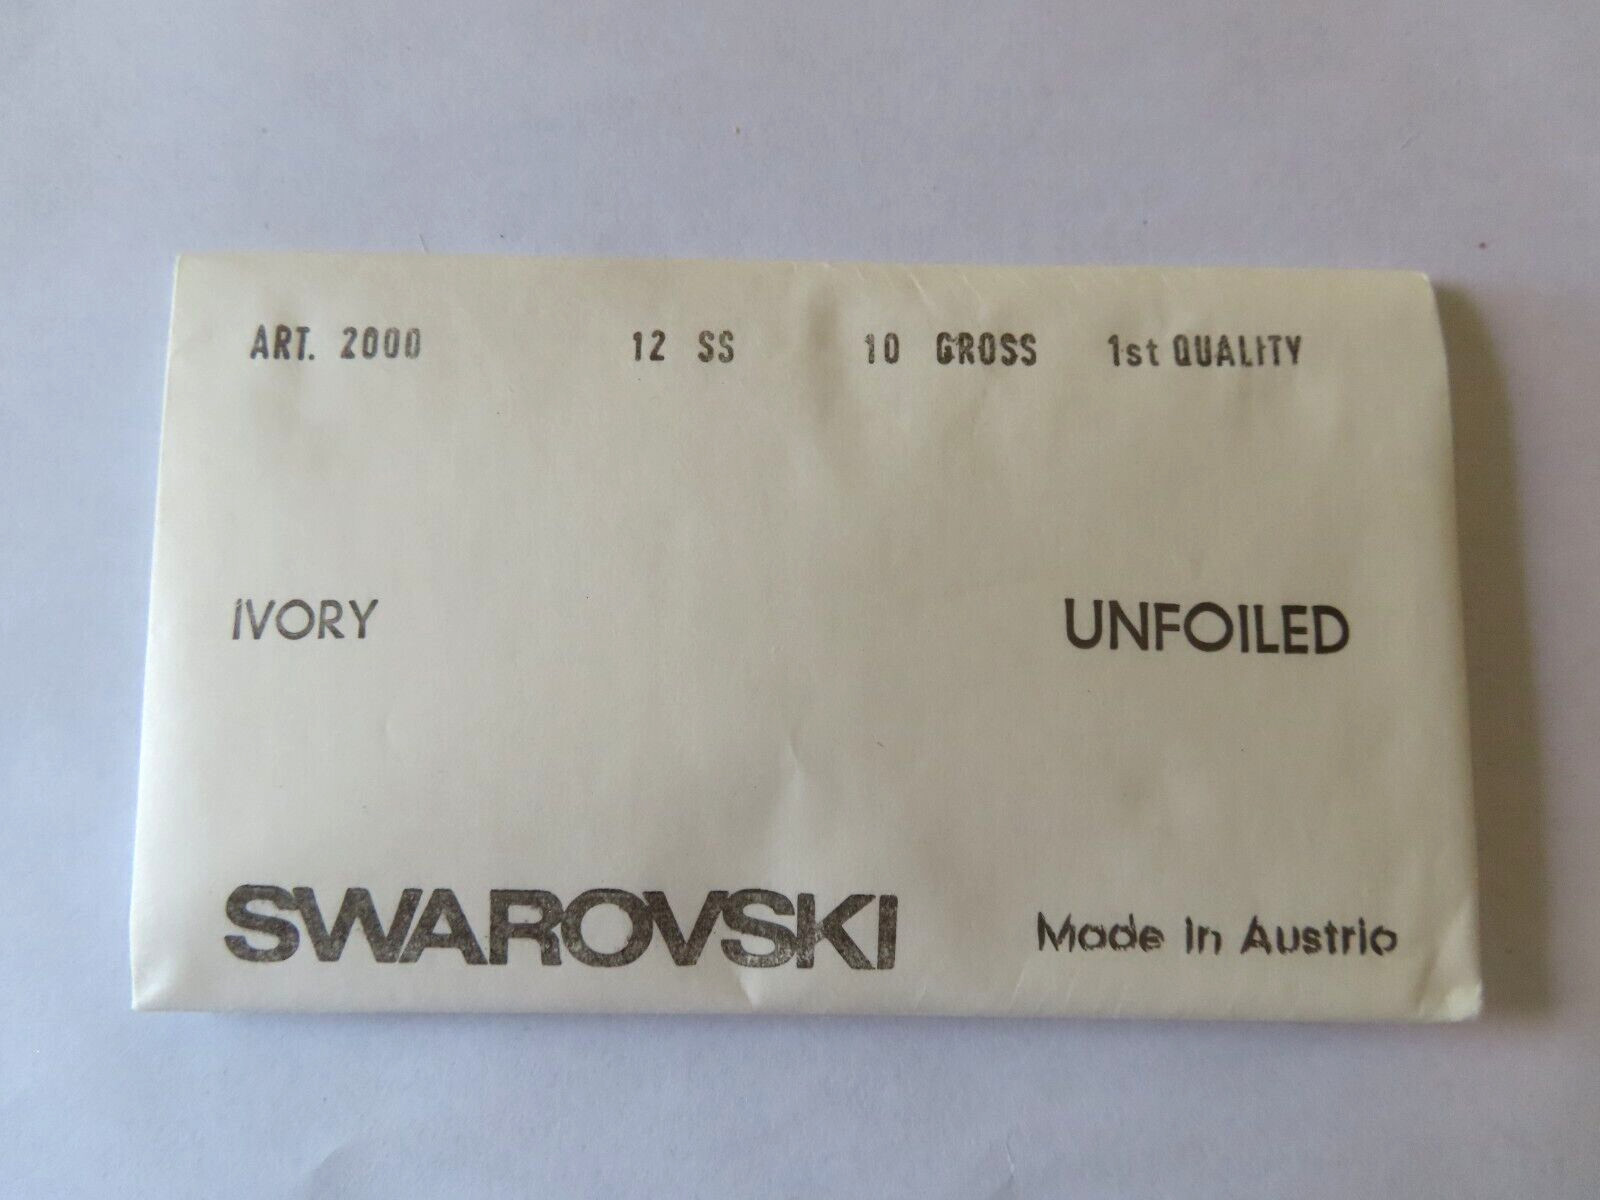 ART. 2000 12 SS 10 GROSS 1st QUALITY
IVORY UNFOILED
SWAROVSKI Made In Austria